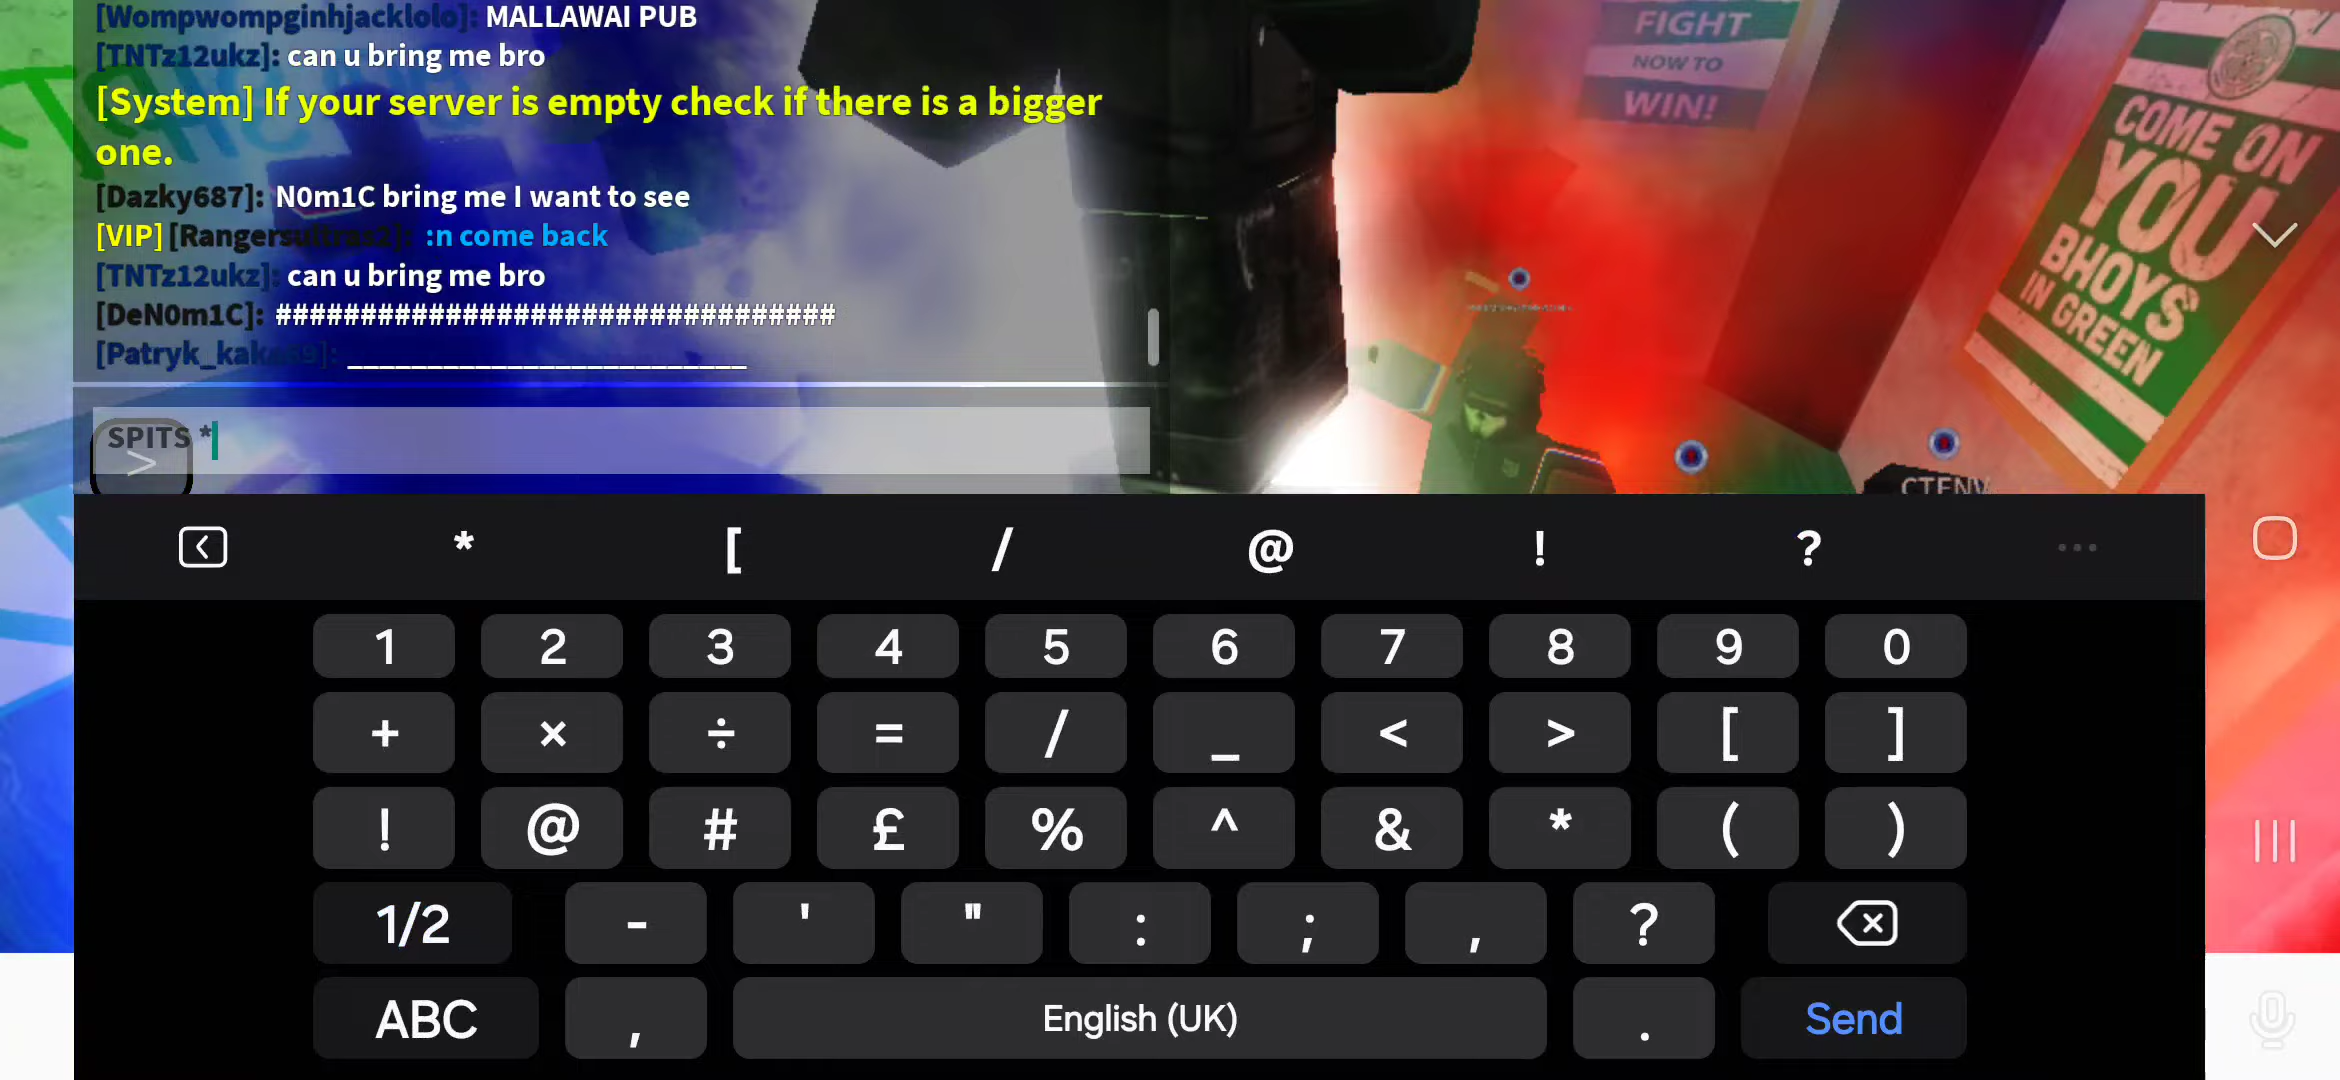 [Wompwompginhjacklolo]: MALLAWAI PUB
[TNTz12ukz]: can u bring me bro
[System] If your server is empty check if there is a bigger
one.
[Dazky687]: N0m1C bring me I want to see
[VIP] [Rangersultras2]: :n come back
[TNTz12ukz]: can u bring me bro
[DeN0m1C]: #################################
[Patryk_kaka69]: _________________________
SPITS *
>
FIGHT
NOW TO
WIN!
COME ON
YOU
BHOYS
IN GREEN
* [ / @ ! ? ...
1 2 3 4 5 6 7 8 9 0
+ × ÷ = / _ < > [ ]
! @ # £ % ^ & * ( )
1/2 - ' " : ; , ?
ABC , English (UK) . Send